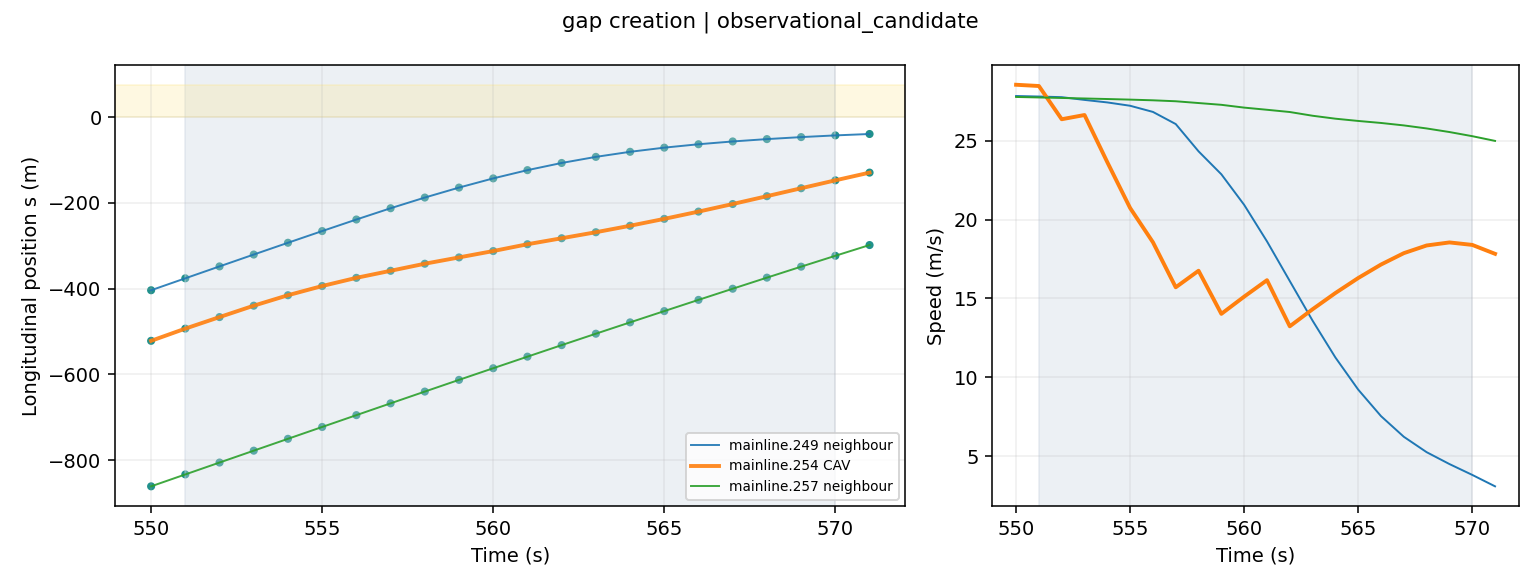 gap creation | observational_candidate
Longitudinal position s (m)
0
−200
−400
−600
−800
550
555
560
565
570
Time (s)
mainline.249 neighbour
mainline.254 CAV
mainline.257 neighbour
Speed (m/s)
25
20
15
10
5
550
555
560
565
570
Time (s)